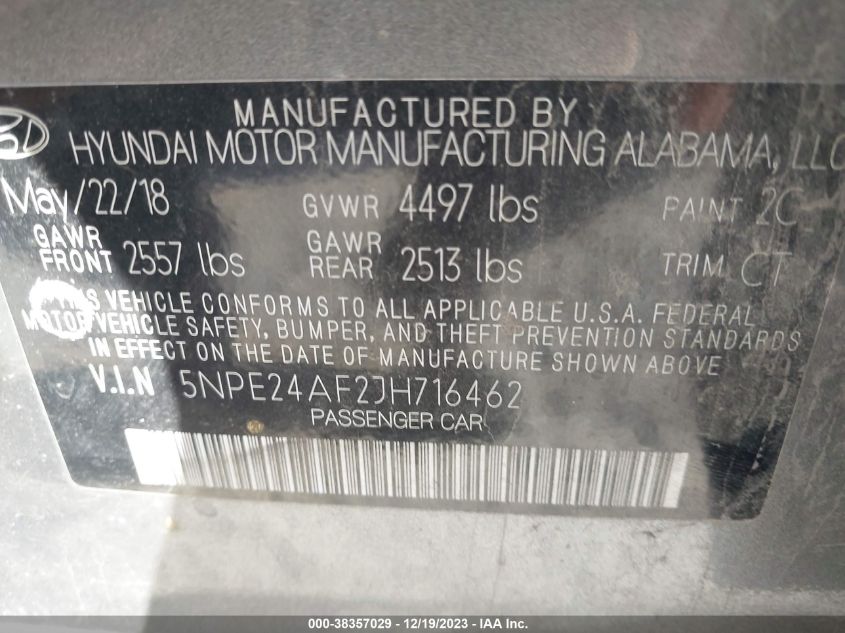 MANUFACTURED BY
HYUNDAI MOTOR MANUFACTURING ALABAMA, LLC
May/22/18 GVWR 4497 lbs PAINT 2C
GAWR FRONT 2557 lbs GAWR REAR 2513 lbs TRIM CT
VEHICLE CONFORMS TO ALL APPLICABLE U.S.A. FEDERAL
MOTOR VEHICLE SAFETY, BUMPER, AND THEFT PREVENTION STANDARDS
IN EFFECT ON THE DATE OF MANUFACTURE SHOWN ABOVE
V.I.N 5NPE24AF2JH716462
PASSENGER CAR
000-38357029 - 12/19/2023 - IAA Inc.